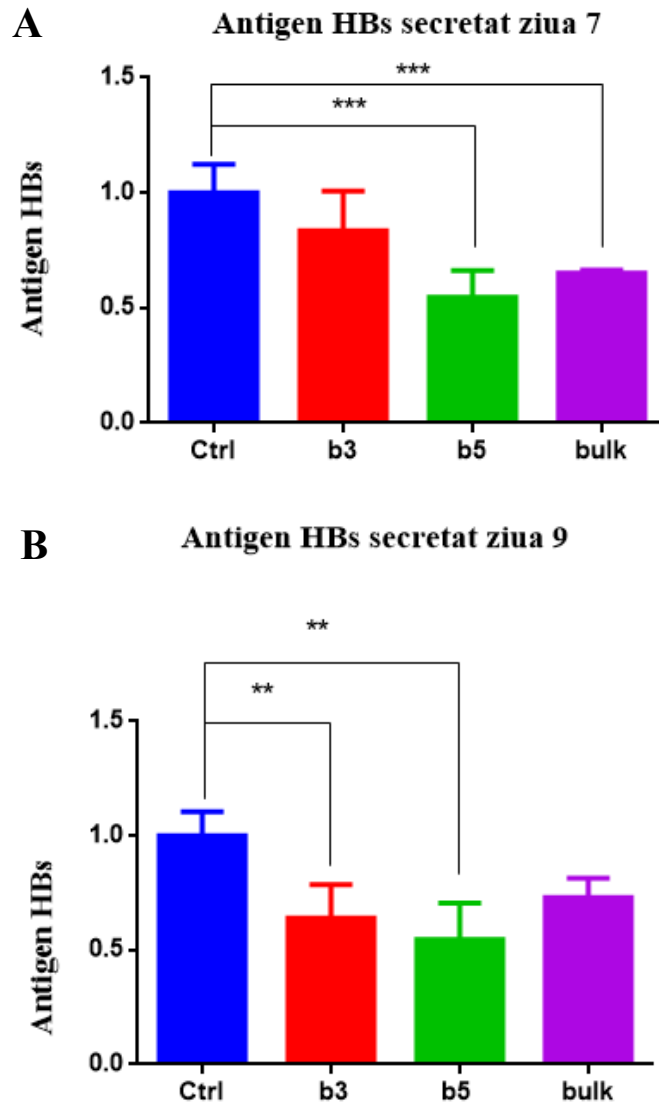 A
Antigen HBs secretat ziua 7
***
***
Antigen HBs
1.5
1.0
0.5
0.0
Ctrl b3 b5 bulk
B
Antigen HBs secretat ziua 9
**
**
Antigen HBs
1.5
1.0
0.5
0.0
Ctrl b3 b5 bulk